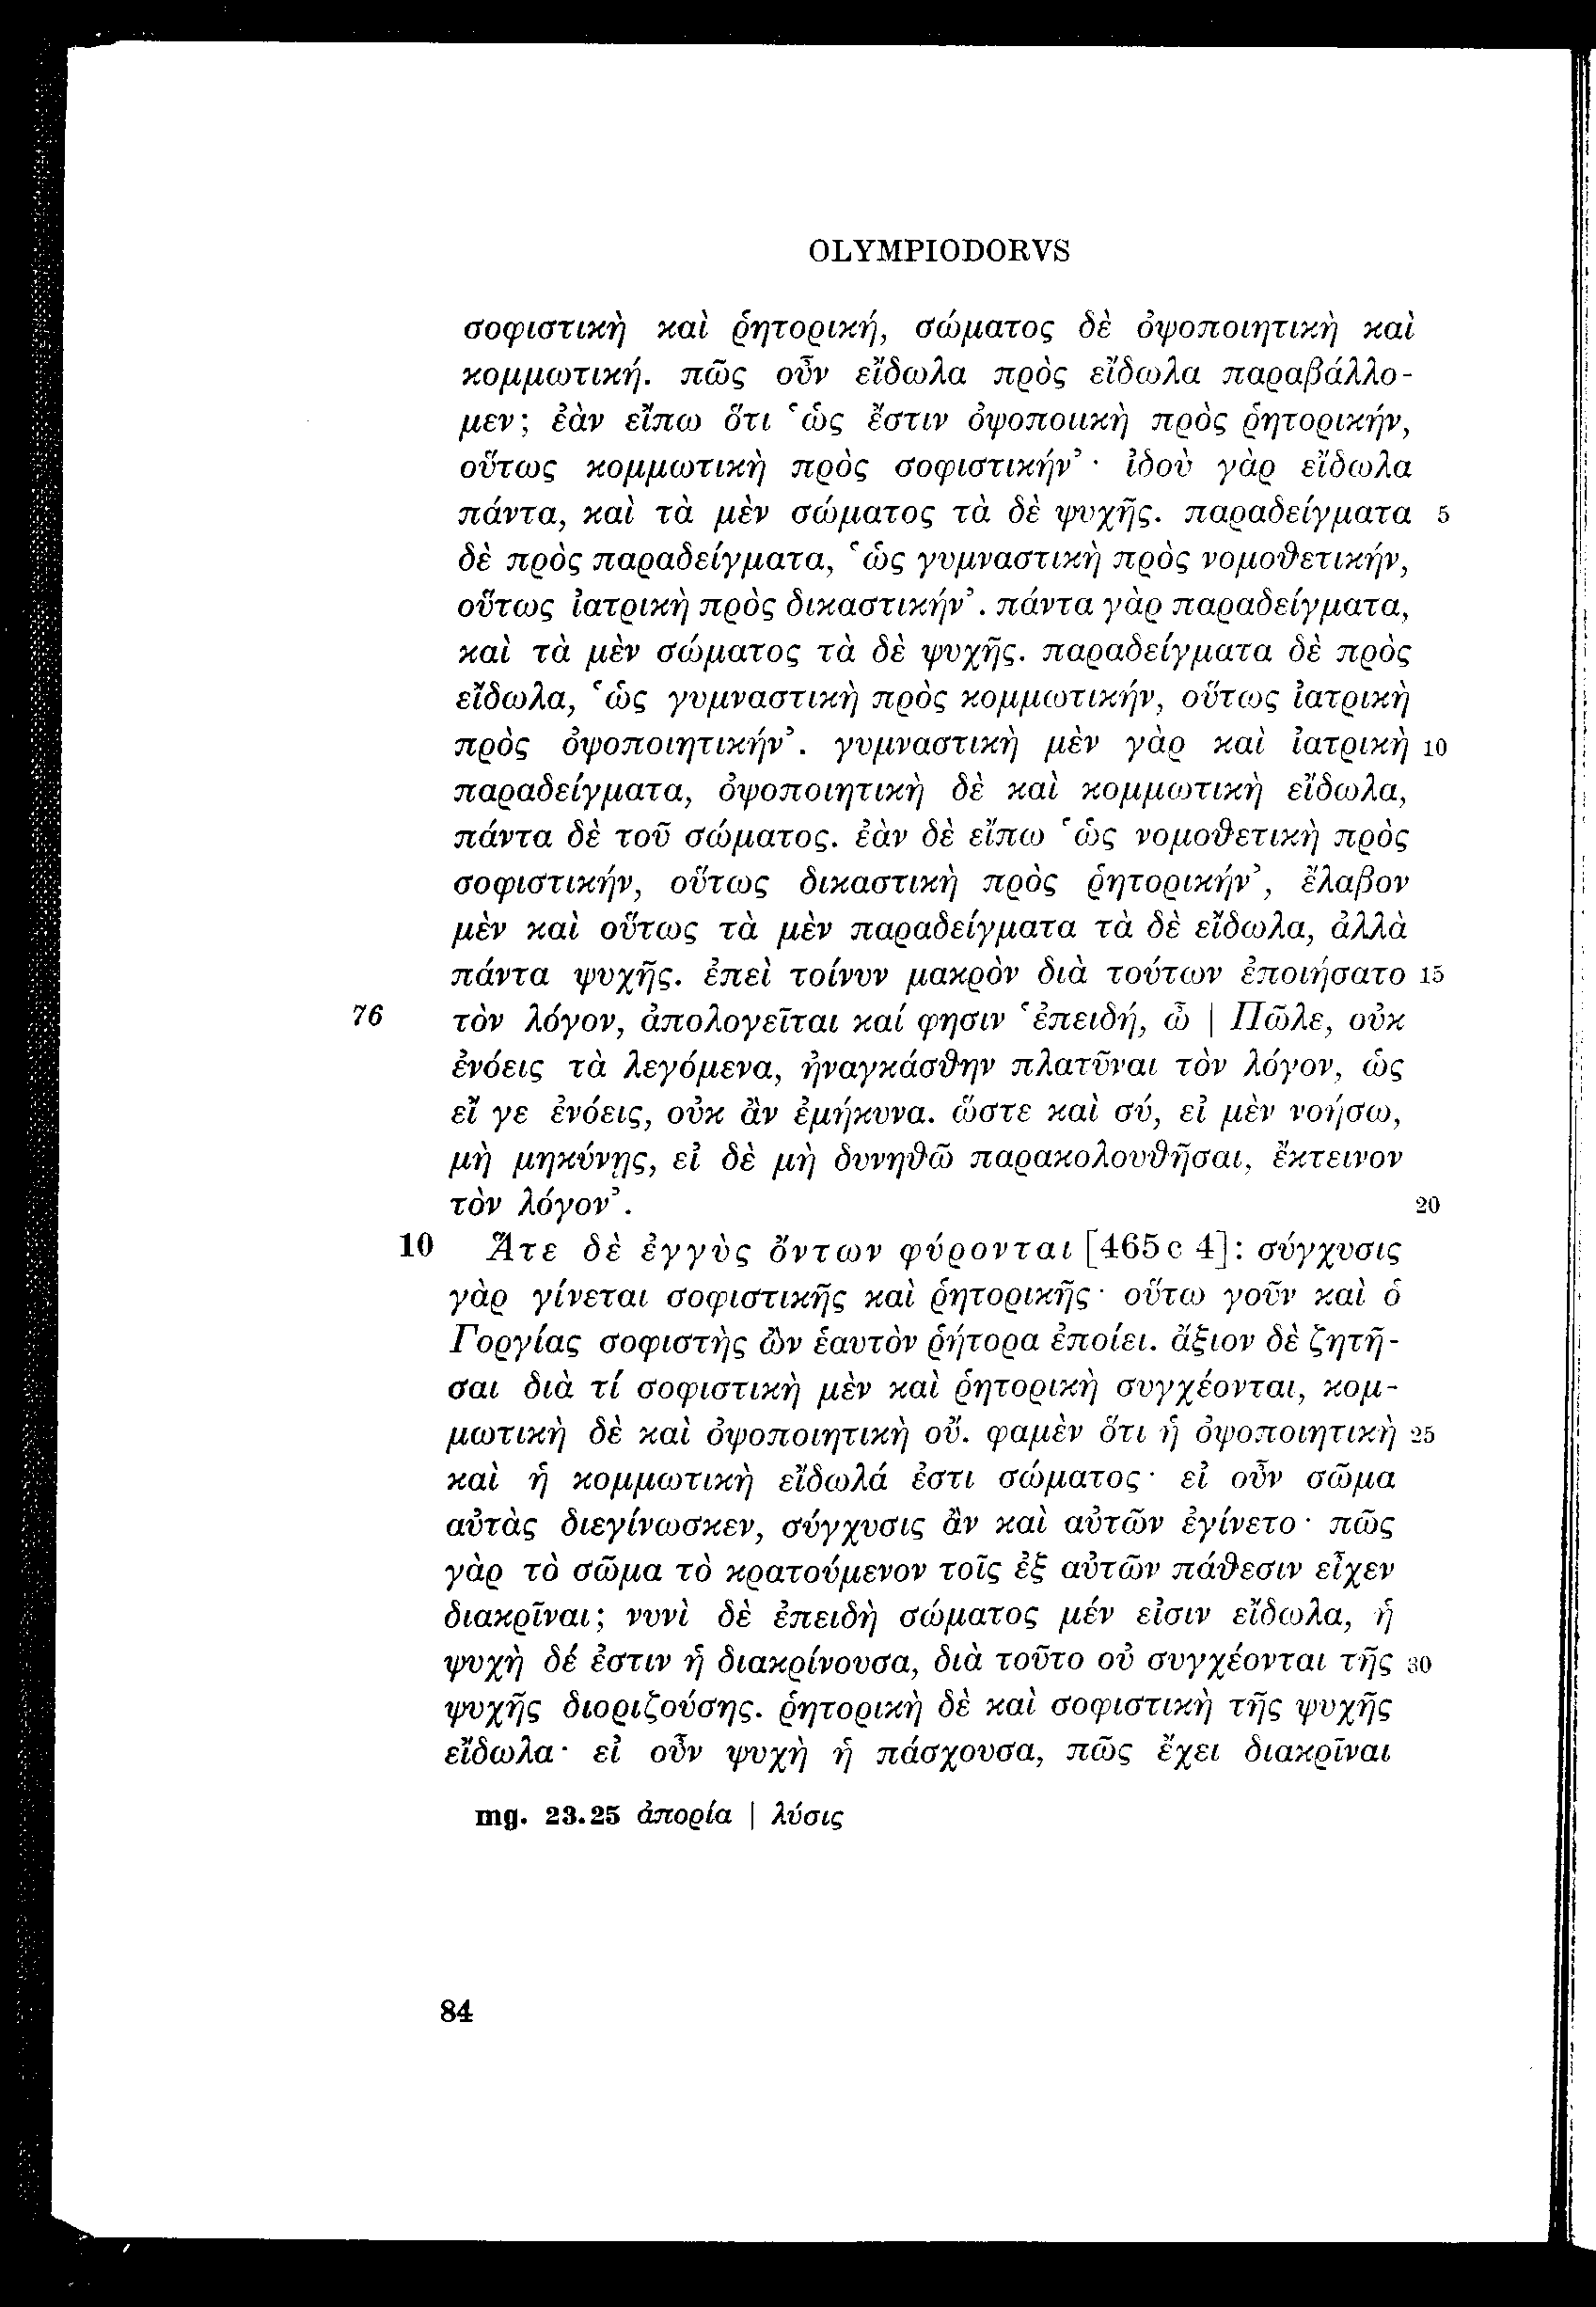 OLYMPIODORVS
σοφιστικὴ καὶ ῥητορική, σώματος δὲ ὀψοποιητικὴ καὶ
κομμωτική. πῶς οὖν εἴδωλα πρὸς εἴδωλα παραβάλλο-
μεν; ἐὰν εἴπω ὅτι ‘ὡς ἔστιν ὀψοποιικὴ πρὸς ῥητορικήν,
οὕτως κομμωτικὴ πρὸς σοφιστικήν’· ἰδοὺ γὰρ εἴδωλα
πάντα, καὶ τὰ μὲν σώματος τὰ δὲ ψυχῆς. παραδείγματα 5
δὲ πρὸς παραδείγματα, ‘ὡς γυμναστικὴ πρὸς νομοθετικήν,
οὕτως ἰατρικὴ πρὸς δικαστικήν’. πάντα γὰρ παραδείγματα,
καὶ τὰ μὲν σώματος τὰ δὲ ψυχῆς. παραδείγματα δὲ πρὸς
εἴδωλα, ‘ὡς γυμναστικὴ πρὸς κομμωτικήν, οὕτως ἰατρικὴ
πρὸς ὀψοποιητικήν’. γυμναστικὴ μὲν γὰρ καὶ ἰατρικὴ 10
παραδείγματα, ὀψοποιητικὴ δὲ καὶ κομμωτικὴ εἴδωλα,
πάντα δὲ τοῦ σώματος. ἐὰν δὲ εἴπω ‘ὡς νομοθετικὴ πρὸς
σοφιστικήν, οὕτως δικαστικὴ πρὸς ῥητορικήν’, ἔλαβον
μὲν καὶ οὕτως τὰ μὲν παραδείγματα τὰ δὲ εἴδωλα, ἀλλὰ
πάντα ψυχῆς. ἐπεὶ τοίνυν μακρὸν διὰ τούτων ἐποιήσατο 15
76 τὸν λόγον, ἀπολογεῖται καί φησιν ‘ἐπειδή, ὦ | Πῶλε, οὐκ
ἐνόεις τὰ λεγόμενα, ἠναγκάσθην πλατῦναι τὸν λόγον, ὡς
εἴ γε ἐνόεις, οὐκ ἂν ἐμήκυνα. ὥστε καὶ σύ, εἰ μὲν νοήσω,
μὴ μηκύνῃς, εἰ δὲ μὴ δυνηθῶ παρακολουθῆσαι, ἔκτεινον
τὸν λόγον’. 20
10 Ἅτε δὲ ἐγγὺς ὄντων φύρονται [465c 4]: σύγχυσις
γὰρ γίνεται σοφιστικῆς καὶ ῥητορικῆς· οὕτω γοῦν καὶ ὁ
Γοργίας σοφιστὴς ὢν ἑαυτὸν ῥήτορα ἐποίει. ἄξιον δὲ ζητῆ-
σαι διὰ τί σοφιστικὴ μὲν καὶ ῥητορικὴ συγχέονται, κομ-
μωτικὴ δὲ καὶ ὀψοποιητικὴ οὔ. φαμὲν ὅτι ἡ ὀψοποιητικὴ 25
καὶ ἡ κομμωτικὴ εἴδωλά ἐστι σώματος· εἰ οὖν σῶμα
αὐτὰς διεγίνωσκεν, σύγχυσις ἂν καὶ αὐτῶν ἐγίνετο· πῶς
γὰρ τὸ σῶμα τὸ κρατούμενον τοῖς ἐξ αὐτῶν πάθεσιν εἶχεν
διακρῖναι; νυνὶ δὲ ἐπειδὴ σώματος μέν εἰσιν εἴδωλα, ἡ
ψυχὴ δέ ἐστιν ἡ διακρίνουσα, διὰ τοῦτο οὐ συγχέονται τῆς 30
ψυχῆς διοριζούσης. ῥητορικὴ δὲ καὶ σοφιστικὴ τῆς ψυχῆς
εἴδωλα· εἰ οὖν ψυχὴ ἡ πάσχουσα, πῶς ἔχει διακρῖναι
mg. 23.25 ἀπορία | λύσις
84